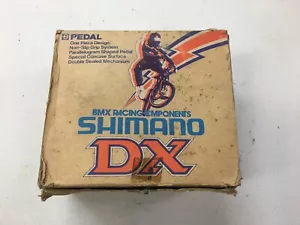 PEDAL
One Piece Design
Non-Slip Grip System
Parallelogram Shaped Pedal
Special Concave Surface
Double Sealed Mechanism
BMX RACING COMPONENTS
SHIMANO
DX